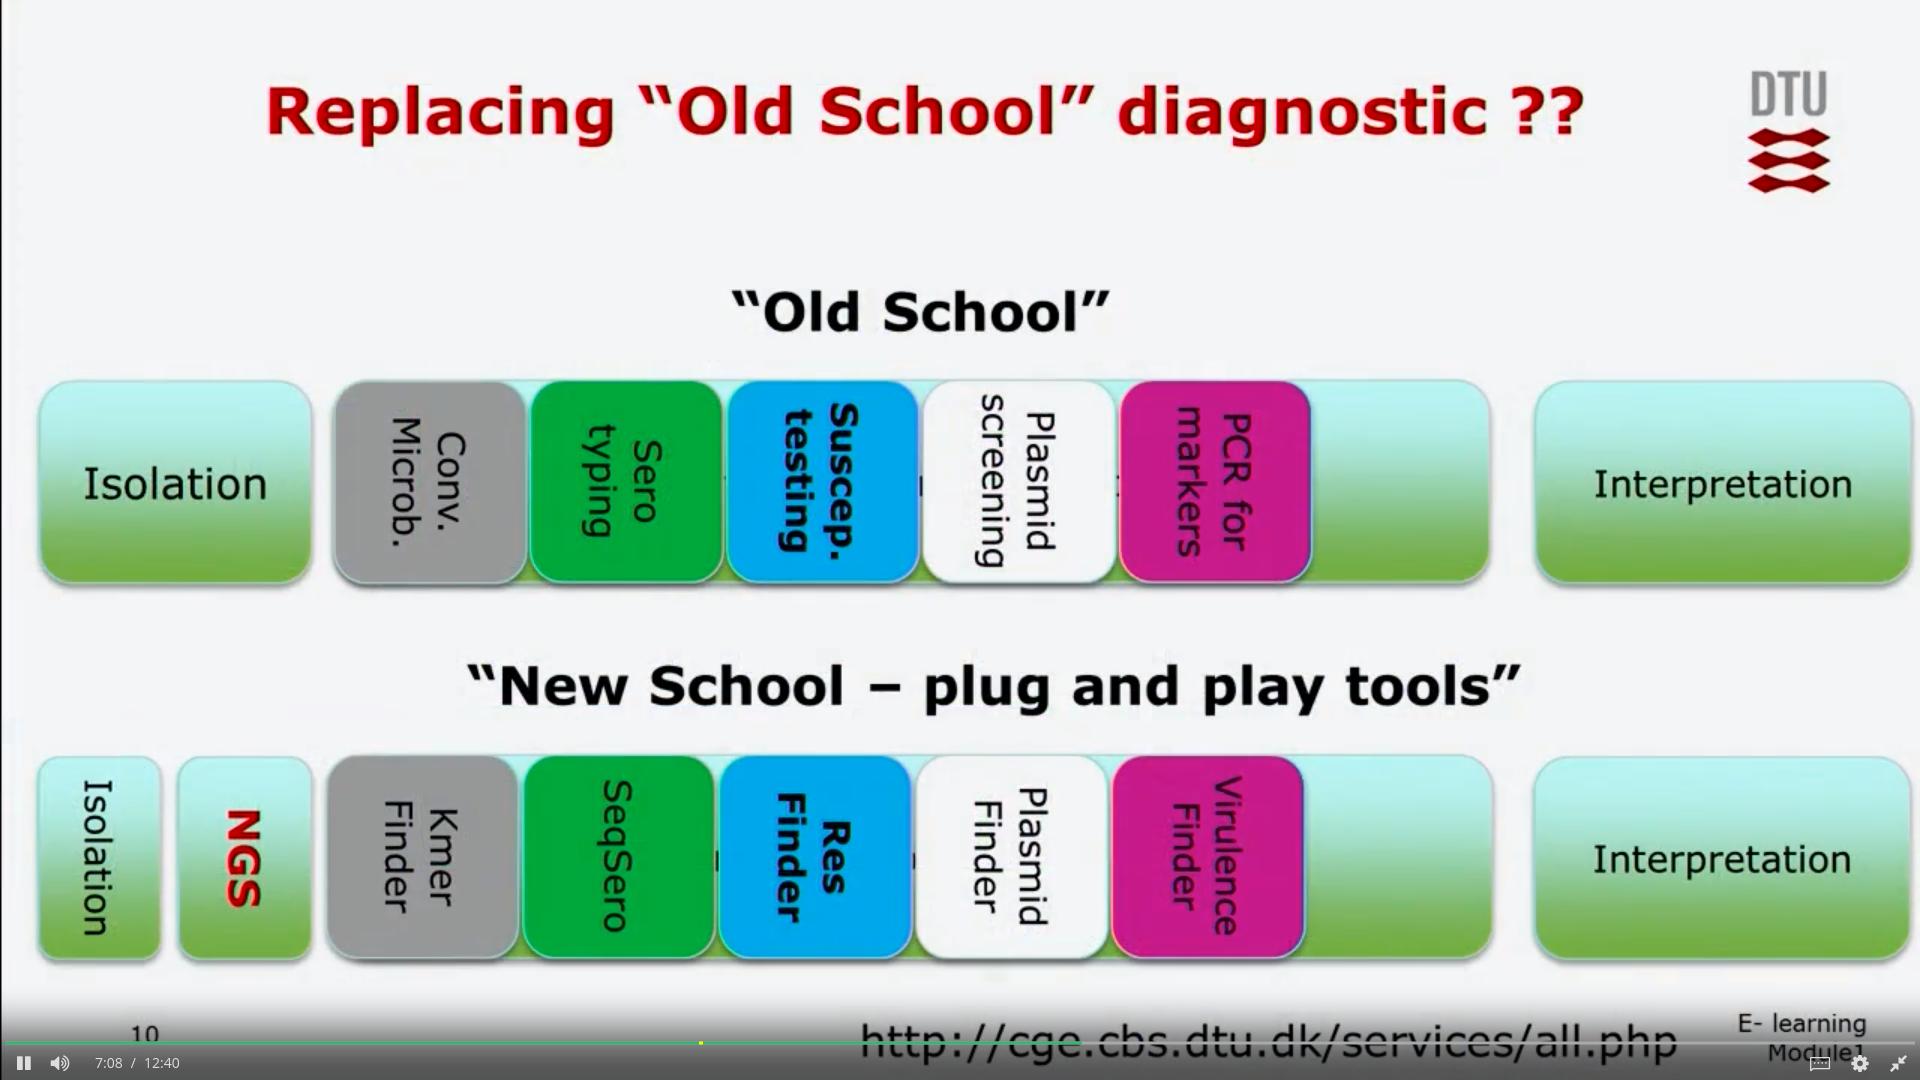 Replacing “Old School” diagnostic ??
DTU
“Old School”
Isolation
Conv.
Microb.
Sero
typing
Suscep.
testing
Plasmid
screening
PCR for
markers
Interpretation
“New School – plug and play tools”
Isolation
NGS
Kmer
Finder
SeqSero
Res
Finder
Plasmid
Finder
Virulence
Finder
Interpretation
10
http://cge.cbs.dtu.dk/services/all.php
E- learning
Module1
7:08 / 12:40